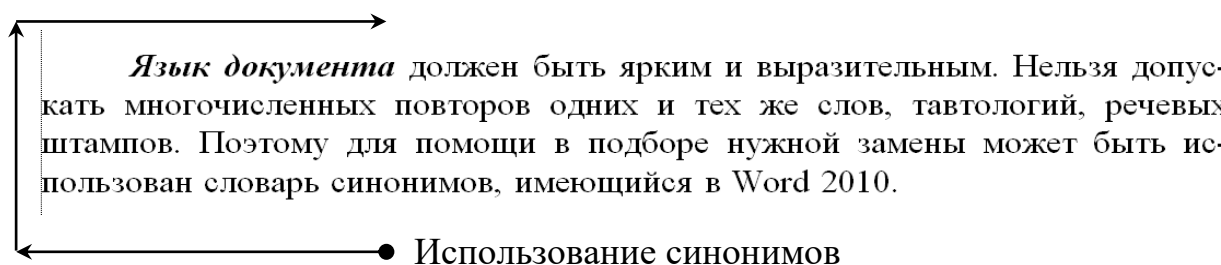 Язык документа должен быть ярким и выразительным. Нельзя допус-
кать многочисленных повторов одних и тех же слов, тавтологий, речевых
штампов. Поэтому для помощи в подборе нужной замены может быть ис-
пользован словарь синонимов, имеющийся в Word 2010.
Использование синонимов